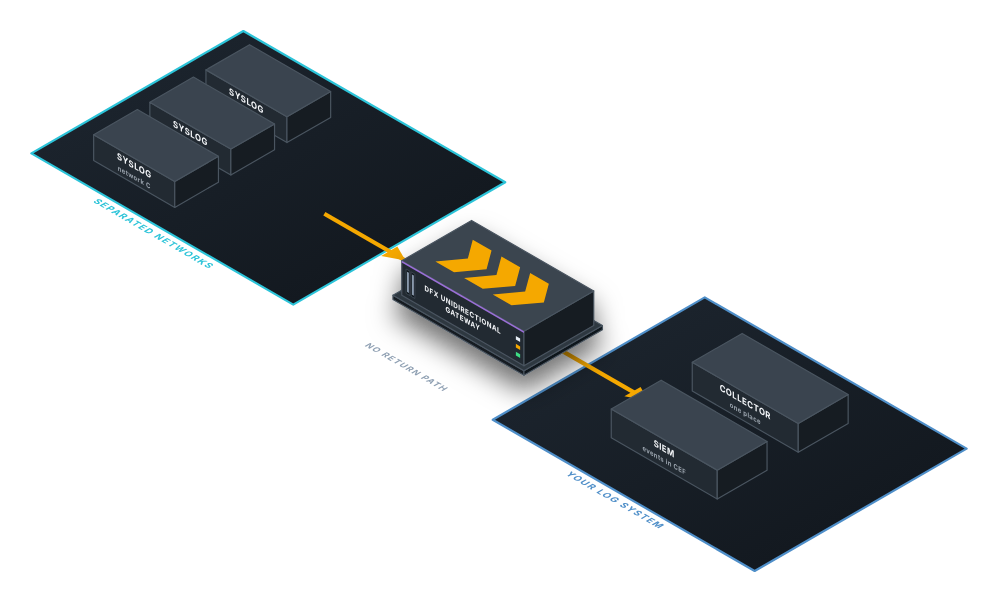 SYSLOG
SYSLOG
SYSLOG
network C
SEPARATED NETWORKS
DFX UNIDIRECTIONAL
GATEWAY
NO RETURN PATH
COLLECTOR
one place
SIEM
events in CEF
YOUR LOG SYSTEM